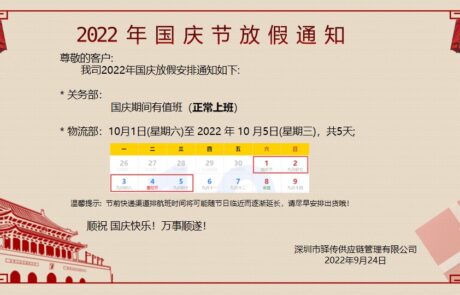 2022 年 国 庆 节 放 假 通 知
尊敬的客户:
我司2022年国庆放假安排通知如下:
* 关务部:
国庆期间有值班（正常上班）
* 物流部: 10月1日(星期六)至 2022 年 10 月5日(星期三)，共5天;
一 二 三 四 五 六 日
26 27 28 29 30 1 2
3 4 5 6 7 8 9
温馨提示: 节前快递渠道排航班时间将可能随节日临近而逐渐延长，请尽早安排出货哦!
顺祝 国庆快乐！万事顺遂！
深圳市驿传供应链管理有限公司
2022年9月24日